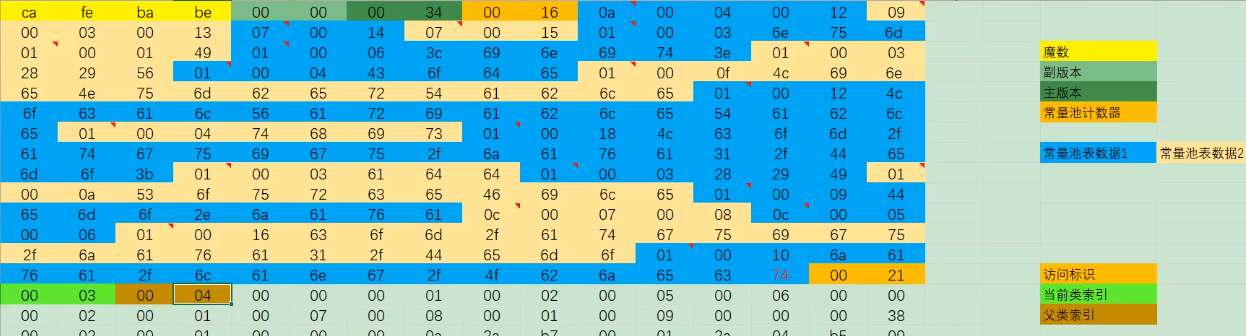 ca fe ba be 00 00 00 34 00 16 0a 00 04 00 12 09
00 03 00 13 07 00 14 07 00 15 01 00 03 6e 75 6d
01 00 01 49 01 00 06 3c 69 6e 69 74 3e 01 00 03 魔数
28 29 56 01 00 04 43 6f 64 65 01 00 0f 4c 69 6e 副版本
65 4e 75 6d 62 65 72 54 61 62 6c 65 01 00 12 4c 主版本
6f 63 61 6c 56 61 72 69 61 62 6c 65 54 61 62 6c 常量池计数器
65 01 00 04 74 68 69 73 01 00 18 4c 63 6f 6d 2f
61 74 67 75 69 67 75 2f 6a 61 76 61 31 2f 44 65 常量池表数据1 常量池表数据2
6d 6f 3b 01 00 03 61 64 64 01 00 03 28 29 49 01
00 0a 53 6f 75 72 63 65 46 69 6c 65 01 00 09 44
65 6d 6f 2e 6a 61 76 61 0c 00 07 00 08 0c 00 05
00 06 01 00 16 63 6f 6d 2f 61 74 67 75 69 67 75
2f 6a 61 76 61 31 2f 44 65 6d 6f 01 00 10 6a 61
76 61 2f 6c 61 6e 67 2f 4f 62 6a 65 63 74 00 21 访问标识
00 03 00 04 00 00 00 01 00 02 00 05 00 06 00 00 当前类索引
00 02 00 01 00 07 00 08 00 01 00 09 00 00 00 38 父类索引